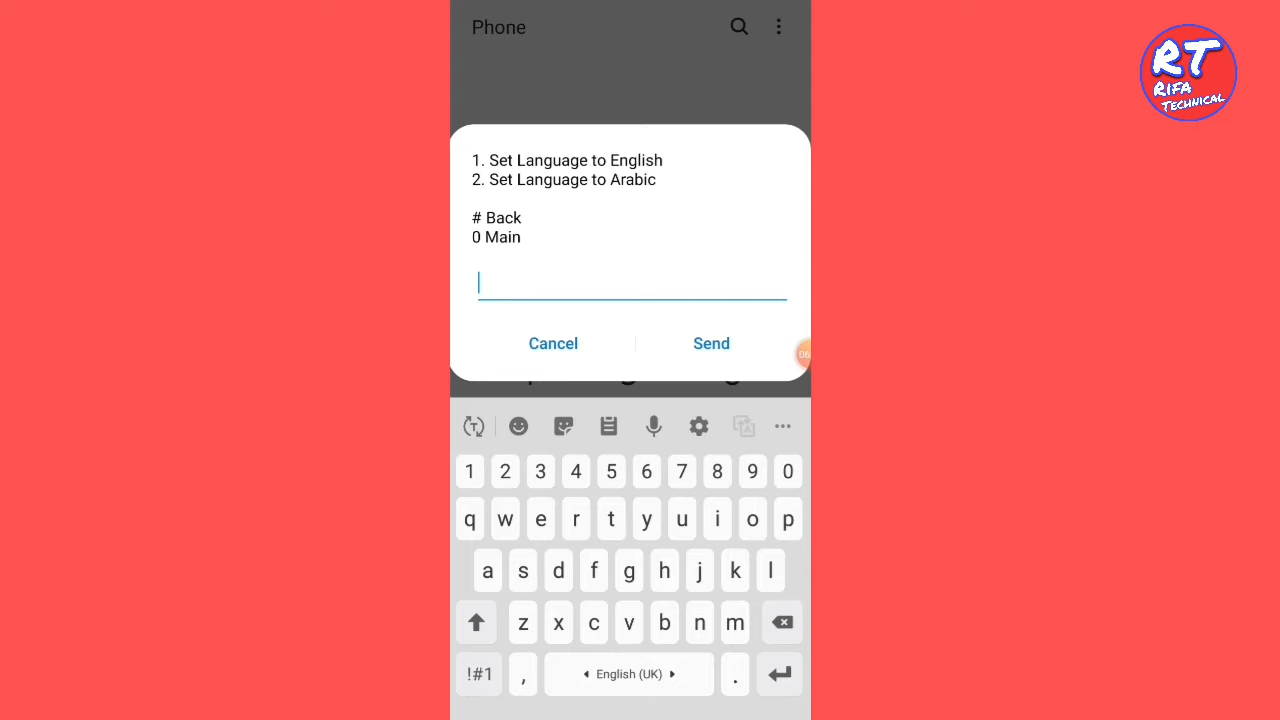 Phone
RT
RIFA
TECHNICAL
1. Set Language to English
2. Set Language to Arabic
# Back
0 Main
Cancel Send
06
1 2 3 4 5 6 7 8 9 0
q w e r t y u i o p
a s d f g h j k l
z x c v b n m
!#1 , English (UK) .